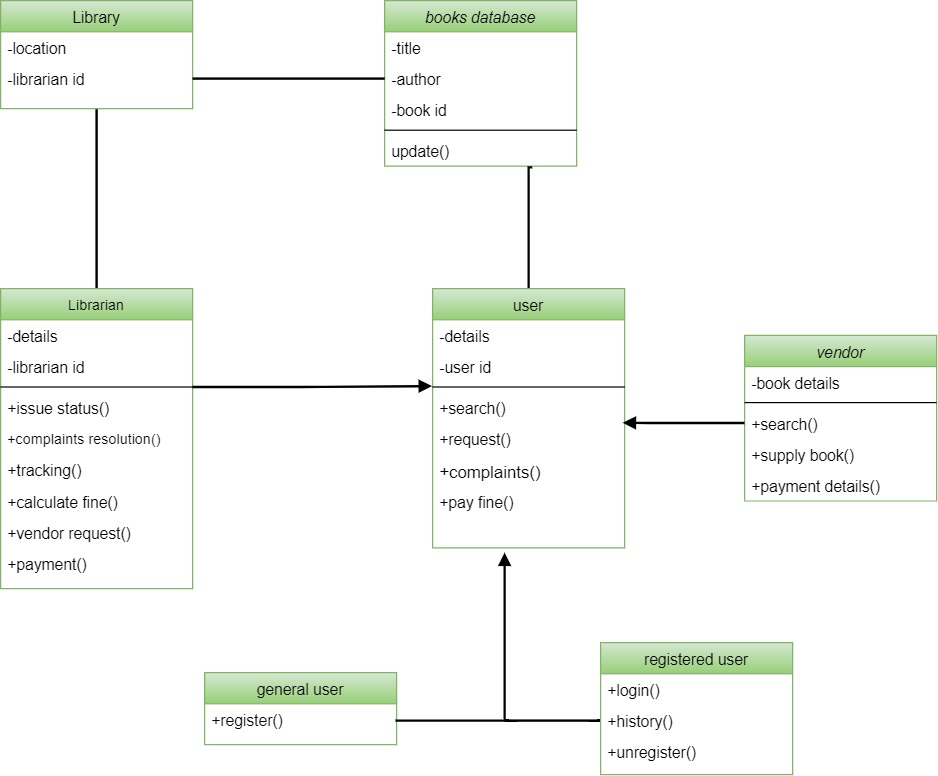 Library
-location
-librarian id
books database
-title
-author
-book id
update()
Librarian
-details
-librarian id
+issue status()
+complaints resolution()
+tracking()
+calculate fine()
+vendor request()
+payment()
user
-details
-user id
+search()
+request()
+complaints()
+pay fine()
vendor
-book details
+search()
+supply book()
+payment details()
general user
+register()
registered user
+login()
+history()
+unregister()